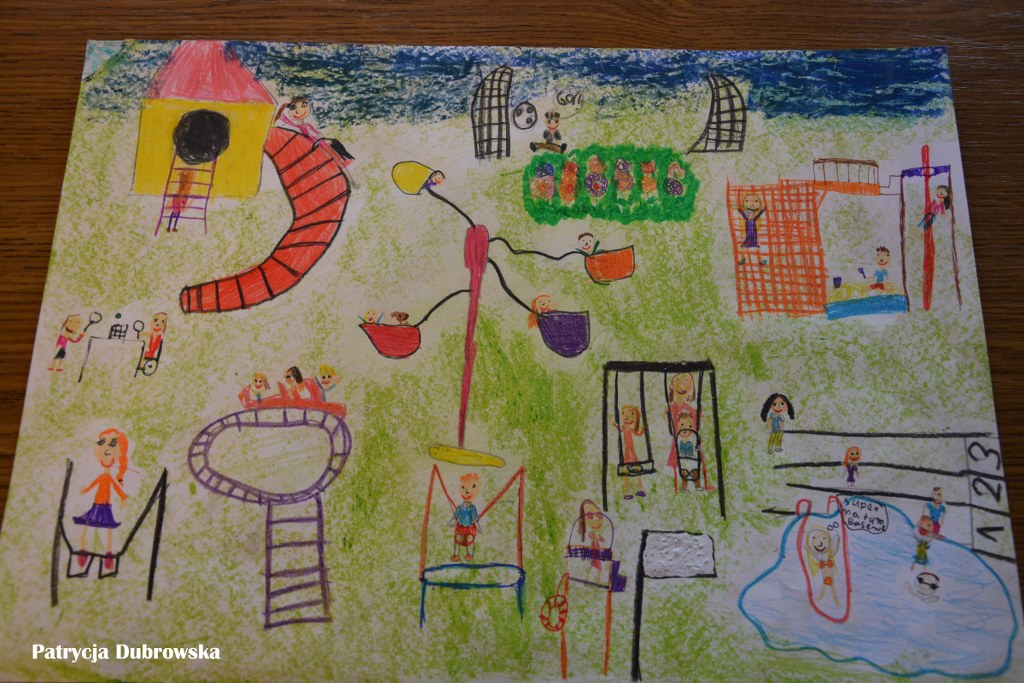 GOL!
1 2 3
super
na tym
Basenie
Patrycja Dubrowska